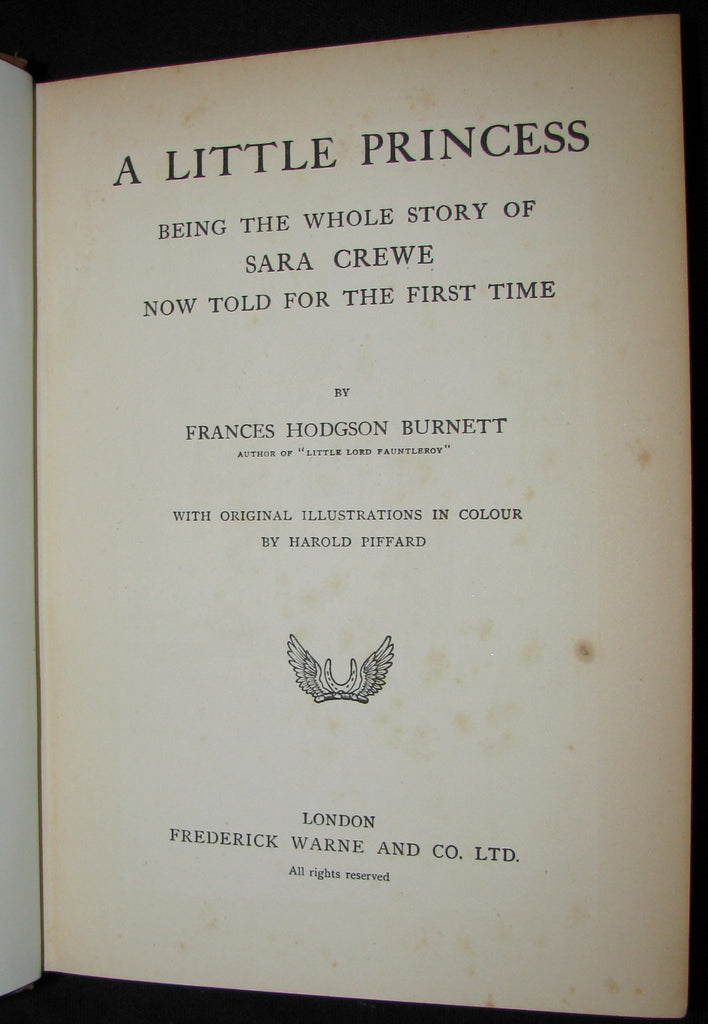 A LITTLE PRINCESS
BEING THE WHOLE STORY OF
SARA CREWE
NOW TOLD FOR THE FIRST TIME
BY
FRANCES HODGSON BURNETT
AUTHOR OF "LITTLE LORD FAUNTLEROY"
WITH ORIGINAL ILLUSTRATIONS IN COLOUR
BY HAROLD PIFFARD
LONDON
FREDERICK WARNE AND CO. LTD.
All rights reserved